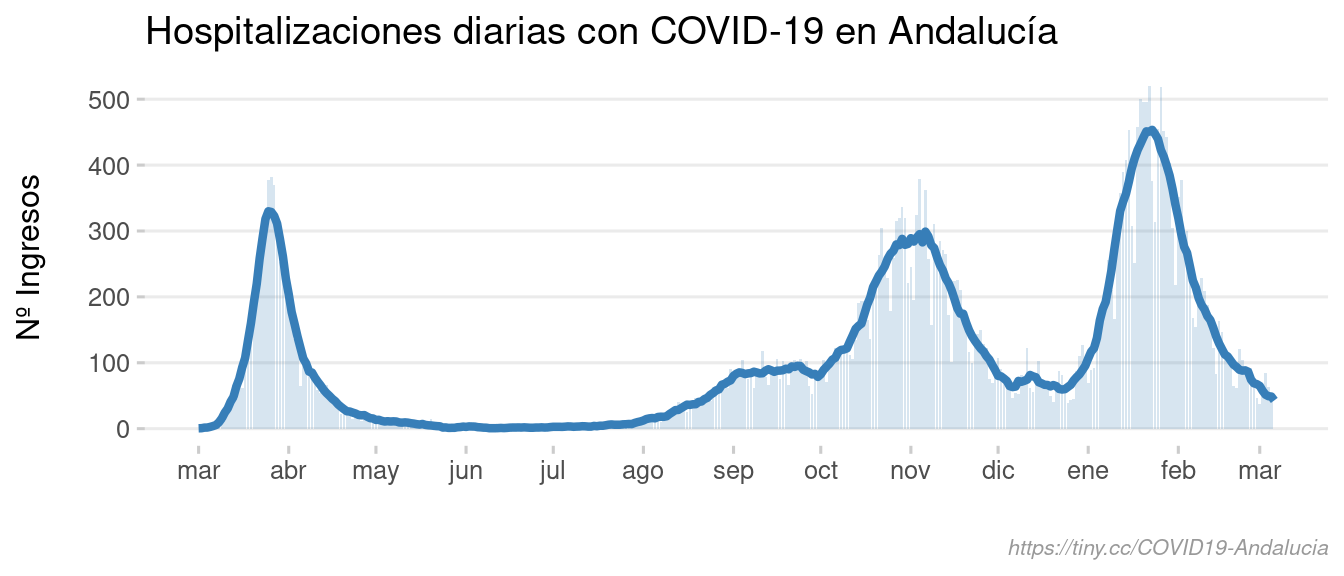 Hospitalizaciones diarias con COVID-19 en Andalucía
Nº Ingresos
500
400
300
200
100
0
mar abr may jun jul ago sep oct nov dic ene feb mar
https://tiny.cc/COVID19-Andalucia